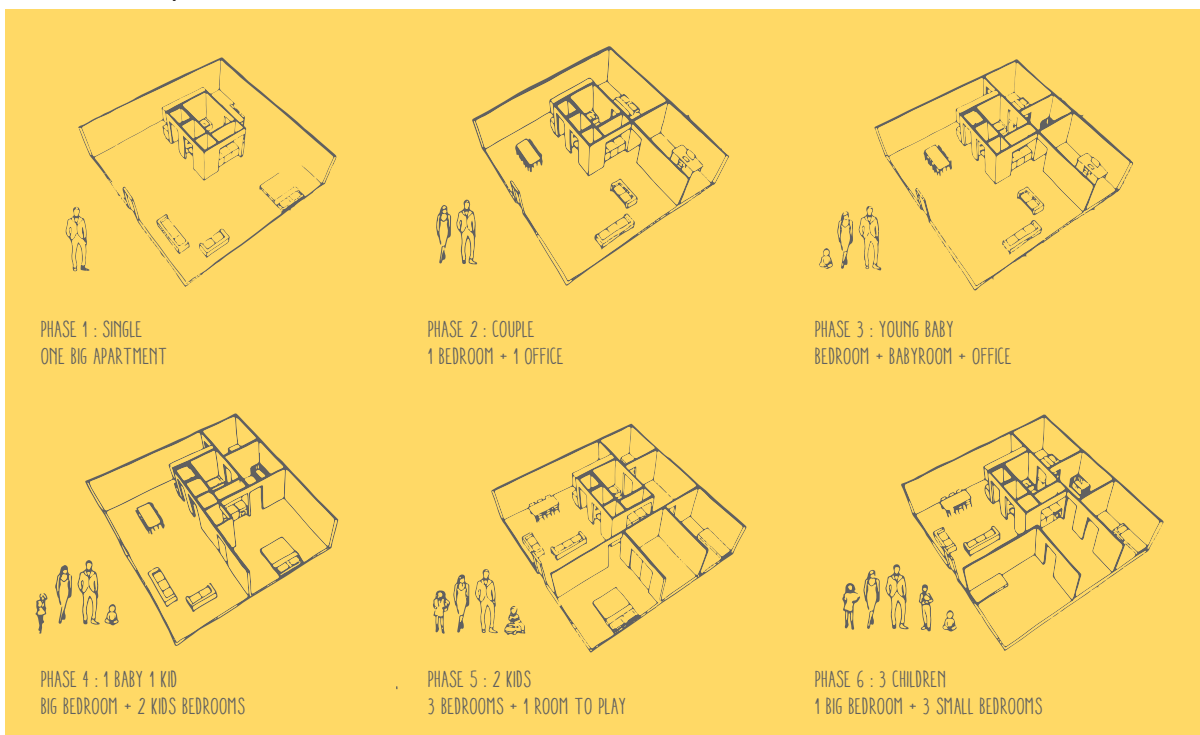 PHASE 1 : SINGLE
ONE BIG APARTMENT
PHASE 2 : COUPLE
1 BEDROOM + 1 OFFICE
PHASE 3 : YOUNG BABY
BEDROOM + BABYROOM + OFFICE
PHASE 4 : 1 BABY 1 KID
BIG BEDROOM + 2 KIDS BEDROOMS
PHASE 5 : 2 KIDS
3 BEDROOMS + 1 ROOM TO PLAY
PHASE 6 : 3 CHILDREN
1 BIG BEDROOM + 3 SMALL BEDROOMS